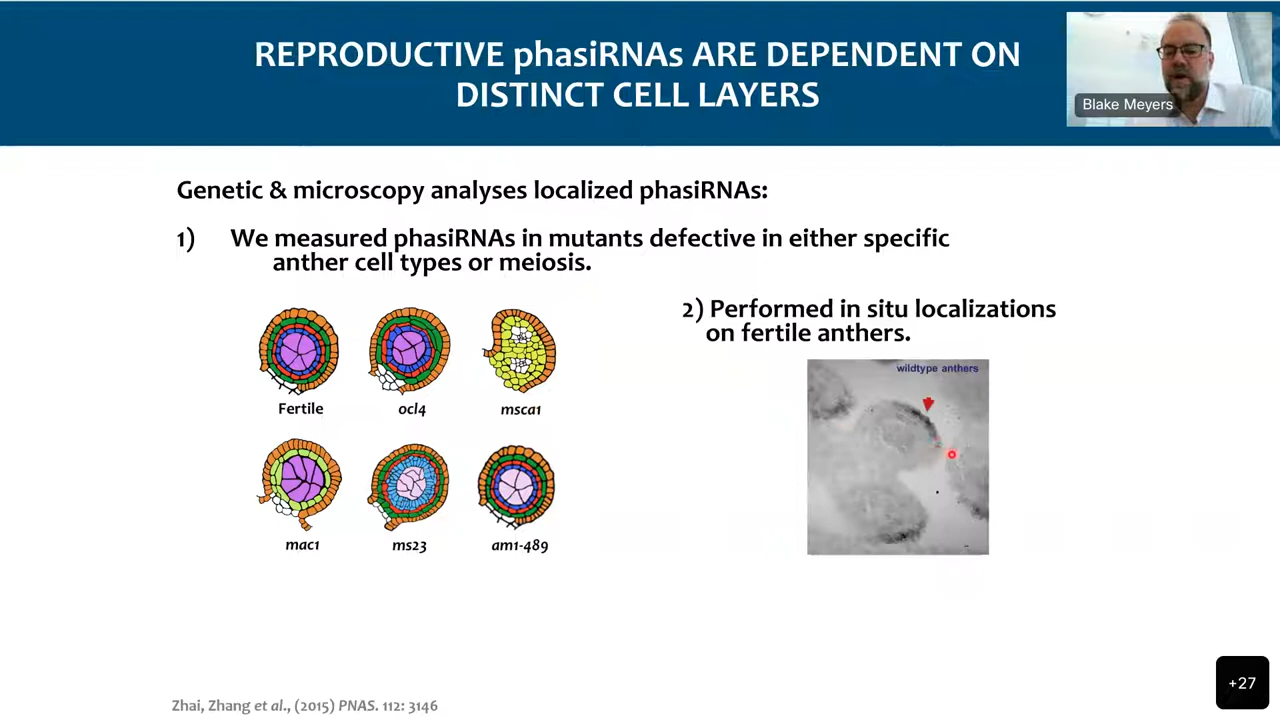 REPRODUCTIVE phasiRNAs ARE DEPENDENT ON
DISTINCT CELL LAYERS
Blake Meyers
Genetic & microscopy analyses localized phasiRNAs:
1) We measured phasiRNAs in mutants defective in either specific
anther cell types or meiosis.
2) Performed in situ localizations
on fertile anthers.
wildtype anthers
Fertile
ocl4
msca1
mac1
ms23
am1-489
+27
Zhai, Zhang et al., (2015) PNAS. 112: 3146